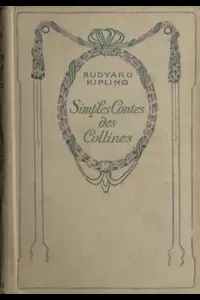 RUDYARD
KIPLING
Simples Contes
des
Collines